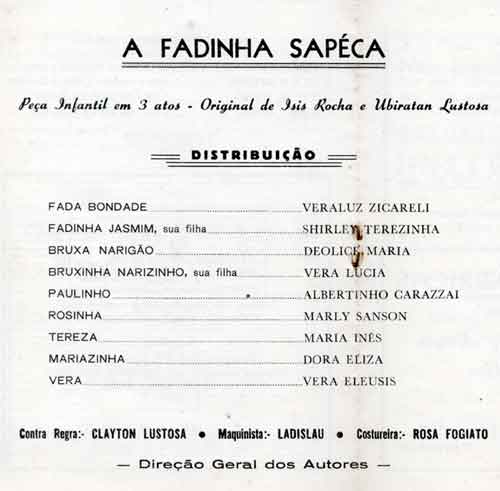 A FADINHA SAPÉCA
Peça Infantil em 3 atos - Original de Isis Rocha e Ubiratan Lustosa
DISTRIBUIÇÃO
FADA BONDADE VERALUZ ZICARELI
FADINHA JASMIM, sua filha SHIRLEY TEREZINHA
BRUXA NARIGÃO DEOLICE MARIA
BRUXINHA NARIZINHO, sua filha VERA LUCIA
PAULINHO ALBERTINHO CARAZZAI
ROSINHA MARLY SANSON
TEREZA MARIA INÊS
MARIAZINHA DORA ELIZA
VERA VERA ELEUSIS
Contra Regra:- CLAYTON LUSTOSA ● Maquinista:- LADISLAU ● Costureira:- ROSA FOGIATO
— Direção Geral dos Autores —